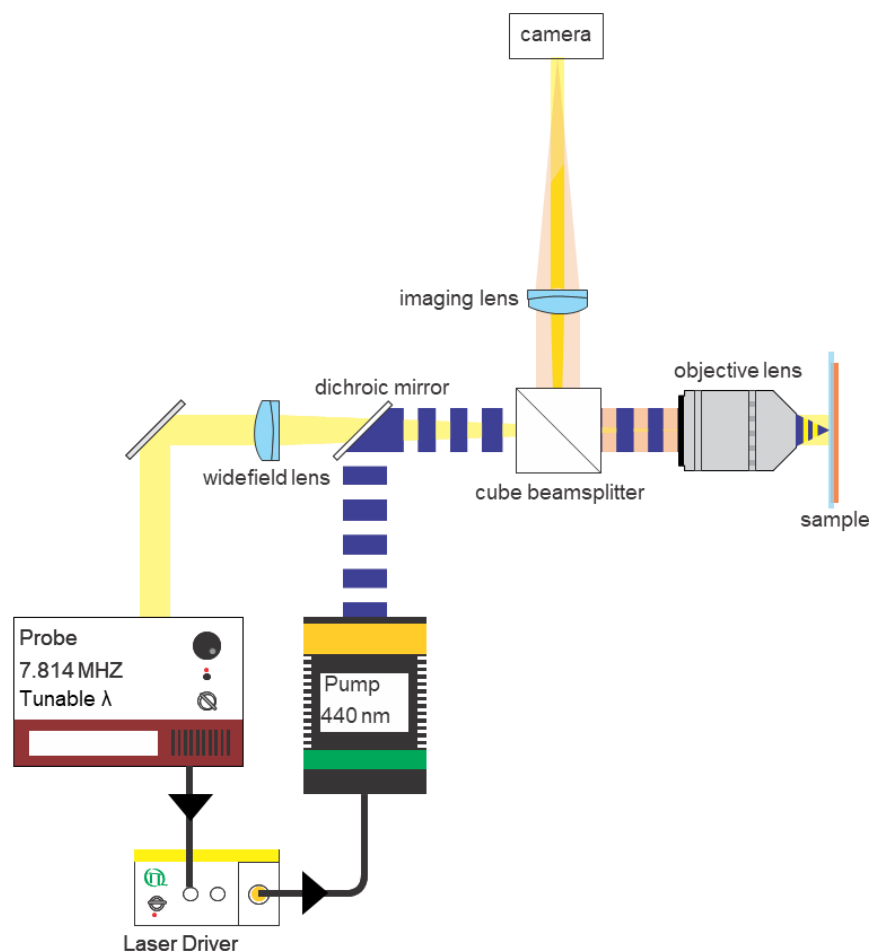 camera
imaging lens
objective lens
dichroic mirror
widefield lens
cube beamsplitter
sample
Probe
7.814 MHZ
Tunable λ
Pump
440 nm
Laser Driver